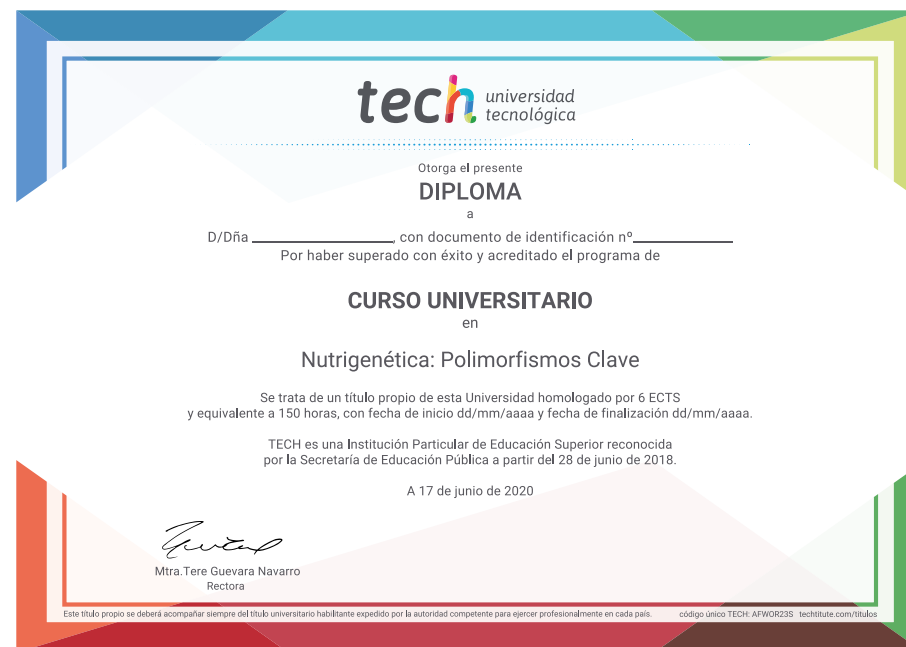 tech universidad
tecnológica
Otorga el presente
DIPLOMA
a
D/Dña ____________________, con documento de identificación nº______________
Por haber superado con éxito y acreditado el programa de
CURSO UNIVERSITARIO
en
Nutrigenética: Polimorfismos Clave
Se trata de un título propio de esta Universidad homologado por 6 ECTS
y equivalente a 150 horas, con fecha de inicio dd/mm/aaaa y fecha de finalización dd/mm/aaaa.
TECH es una Institución Particular de Educación Superior reconocida
por la Secretaría de Educación Pública a partir del 28 de junio de 2018.
A 17 de junio de 2020
Mtra.Tere Guevara Navarro
Rectora
Este título propio se deberá acompañar siempre del título universitario habilitante expedido por la autoridad competente para ejercer profesionalmente en cada país. código único TECH: AFWOR23S techtitute.com/títulos